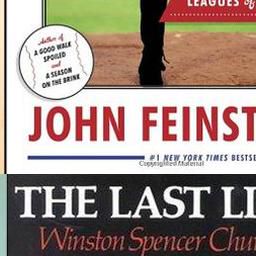 LEAGUES of
Author of
A GOOD WALK
SPOILED
and
A SEASON
ON THE BRINK
JOHN FEINST
#1 NEW YORK TIMES BESTSE
Copyrighted Material
THE LAST LI
Winston Spencer Chur